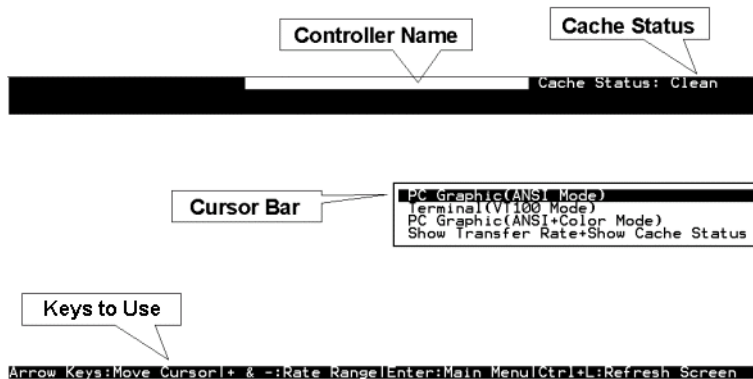 Controller Name
Cache Status
Cache Status: Clean
Cursor Bar
PC Graphic(ANSI Mode)
Terminal(VT100 Mode)
PC Graphic(ANSI+Color Mode)
Show Transfer Rate+Show Cache Status
Keys to Use
Arrow Keys:Move Cursor|+ & -:Rate Range|Enter:Main Menu|Ctrl+L:Refresh Screen